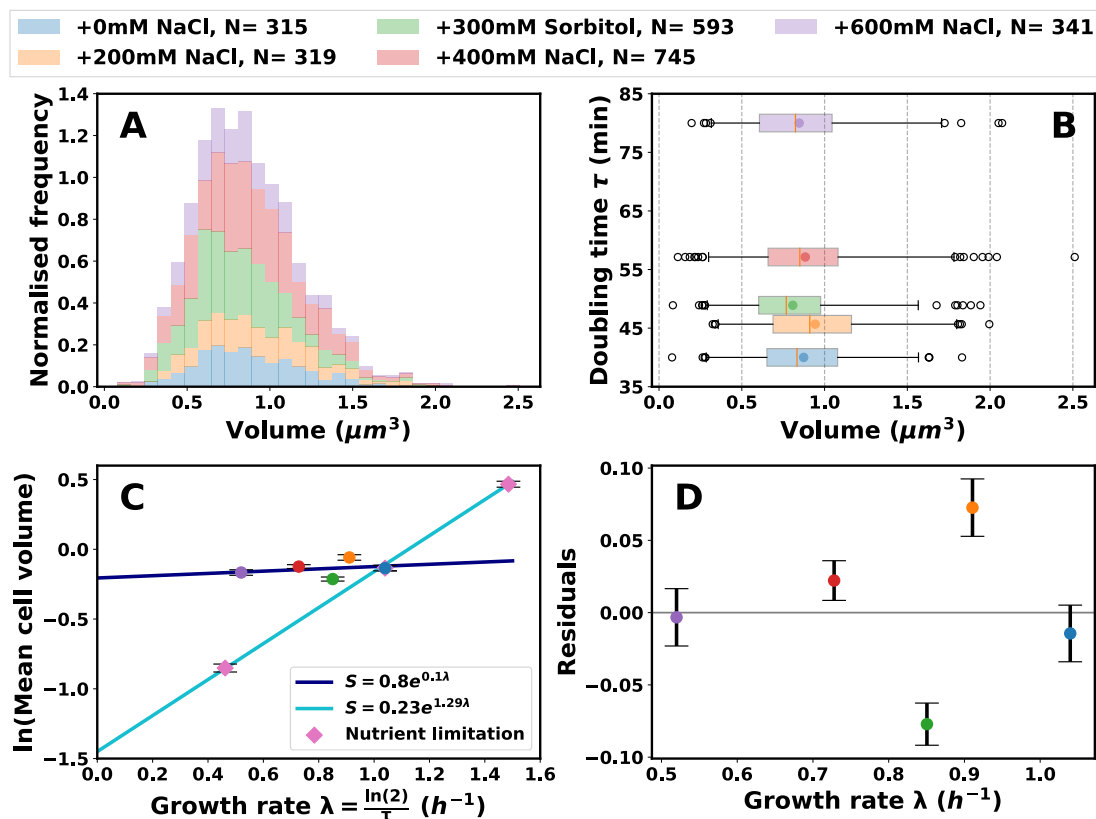 +0mM NaCl, N= 315
+200mM NaCl, N= 319
+300mM Sorbitol, N= 593
+400mM NaCl, N= 745
+600mM NaCl, N= 341
A
Normalised frequency
1.4
1.2
1.0
0.8
0.6
0.4
0.2
0.0
0.0 0.5 1.0 1.5 2.0 2.5
Volume (μm³)
B
Doubling time τ (min)
85
75
65
55
45
35
0.0 0.5 1.0 1.5 2.0 2.5
Volume (μm³)
C
ln(Mean cell volume)
0.5
0.0
−0.5
−1.0
−1.5
S = 0.8e^{0.1λ}
S = 0.23e^{1.29λ}
Nutrient limitation
0.0 0.2 0.4 0.6 0.8 1.0 1.2 1.4 1.6
Growth rate λ = ln(2)/τ (h⁻¹)
D
Residuals
0.10
0.05
0.00
−0.05
−0.10
0.5 0.6 0.7 0.8 0.9 1.0
Growth rate λ (h⁻¹)